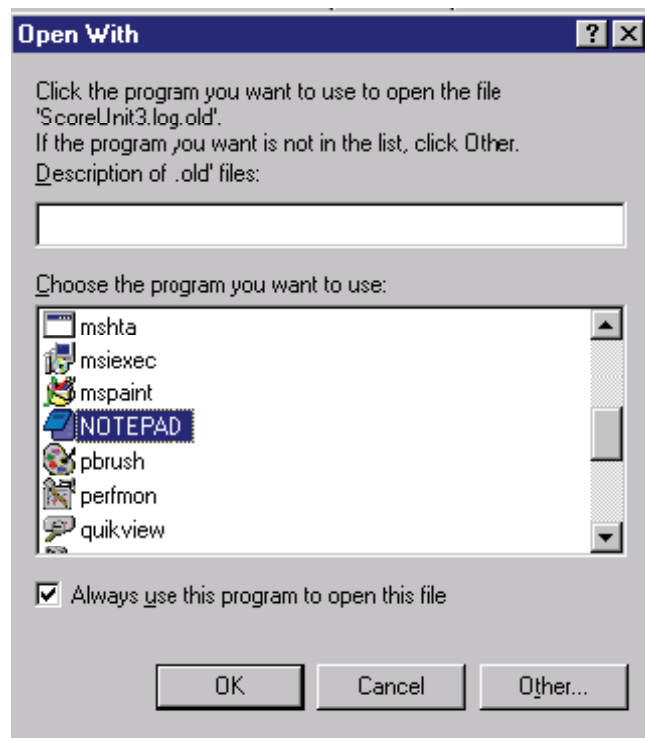 Open With
Click the program you want to use to open the file
'ScoreUnit3.log.old'.
If the program you want is not in the list, click Other.
Description of .old' files:
Choose the program you want to use:
mshta
msiexec
mspaint
NOTEPAD
pbrush
perfmon
quikview
Always use this program to open this file
OK Cancel Other...